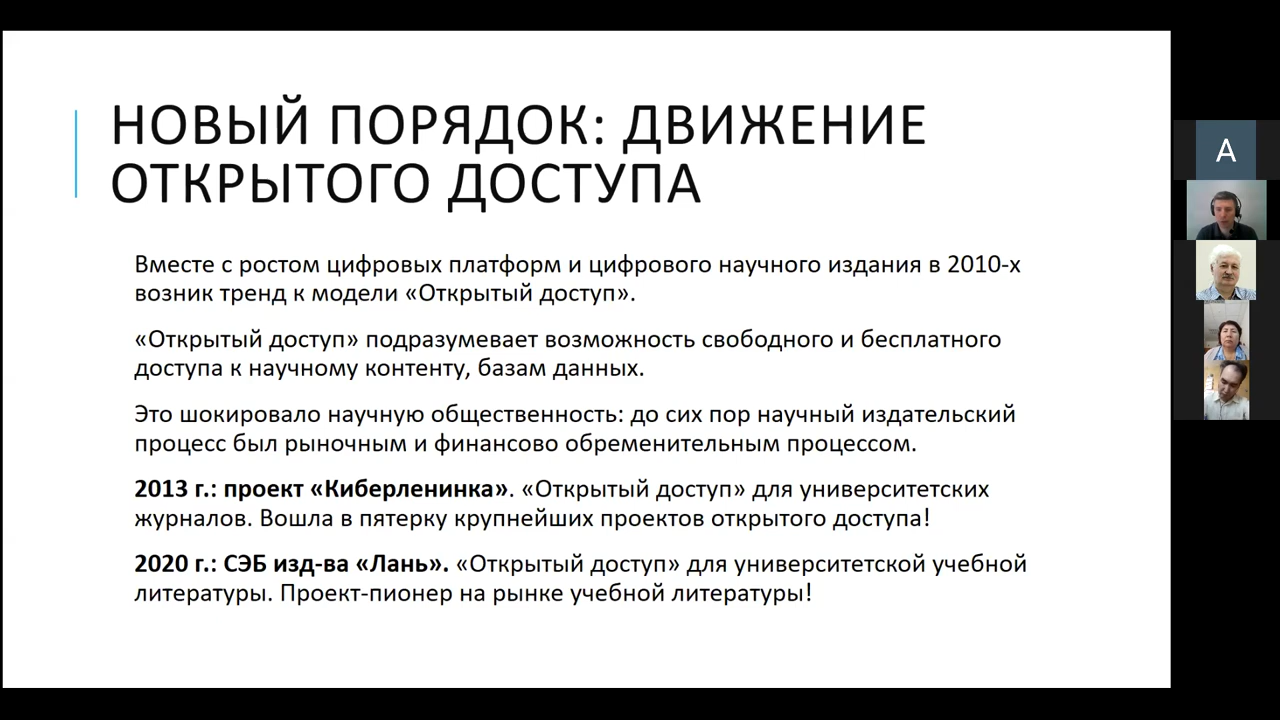 НОВЫЙ ПОРЯДОК: ДВИЖЕНИЕ
ОТКРЫТОГО ДОСТУПА
Вместе с ростом цифровых платформ и цифрового научного издания в 2010-х
возник тренд к модели «Открытый доступ».
«Открытый доступ» подразумевает возможность свободного и бесплатного
доступа к научному контенту, базам данных.
Это шокировало научную общественность: до сих пор научный издательский
процесс был рыночным и финансово обременительным процессом.
2013 г.: проект «Киберленинка». «Открытый доступ» для университетских
журналов. Вошла в пятерку крупнейших проектов открытого доступа!
2020 г.: СЭБ изд-ва «Лань». «Открытый доступ» для университетской учебной
литературы. Проект-пионер на рынке учебной литературы!
А